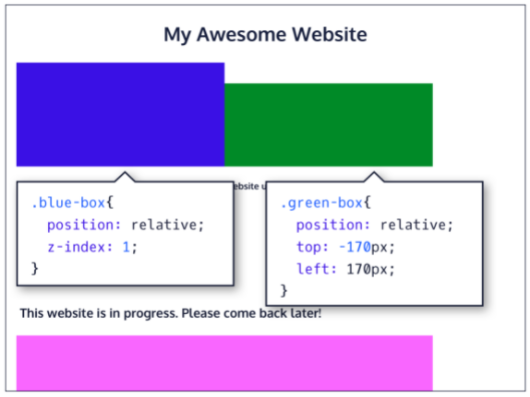 My Awesome Website
ebsite u
.blue-box{
position: relative;
z-index: 1;
}
.green-box{
position: relative;
top: -170px;
left: 170px;
}
This website is in progress. Please come back later!